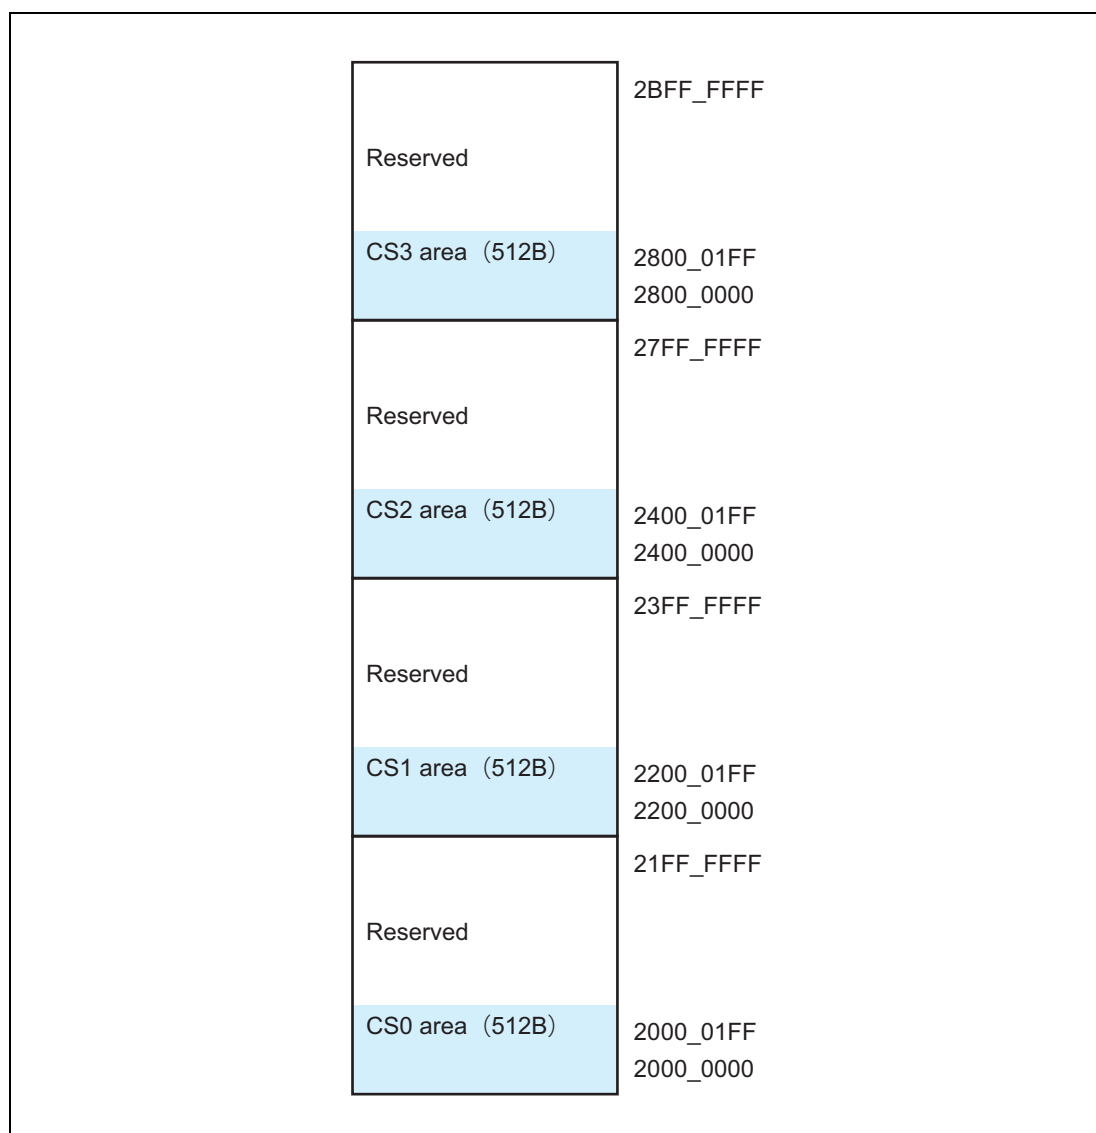 2BFF_FFFF
Reserved
CS3 area（512B）
2800_01FF
2800_0000
27FF_FFFF
Reserved
CS2 area（512B）
2400_01FF
2400_0000
23FF_FFFF
Reserved
CS1 area（512B）
2200_01FF
2200_0000
21FF_FFFF
Reserved
CS0 area（512B）
2000_01FF
2000_0000